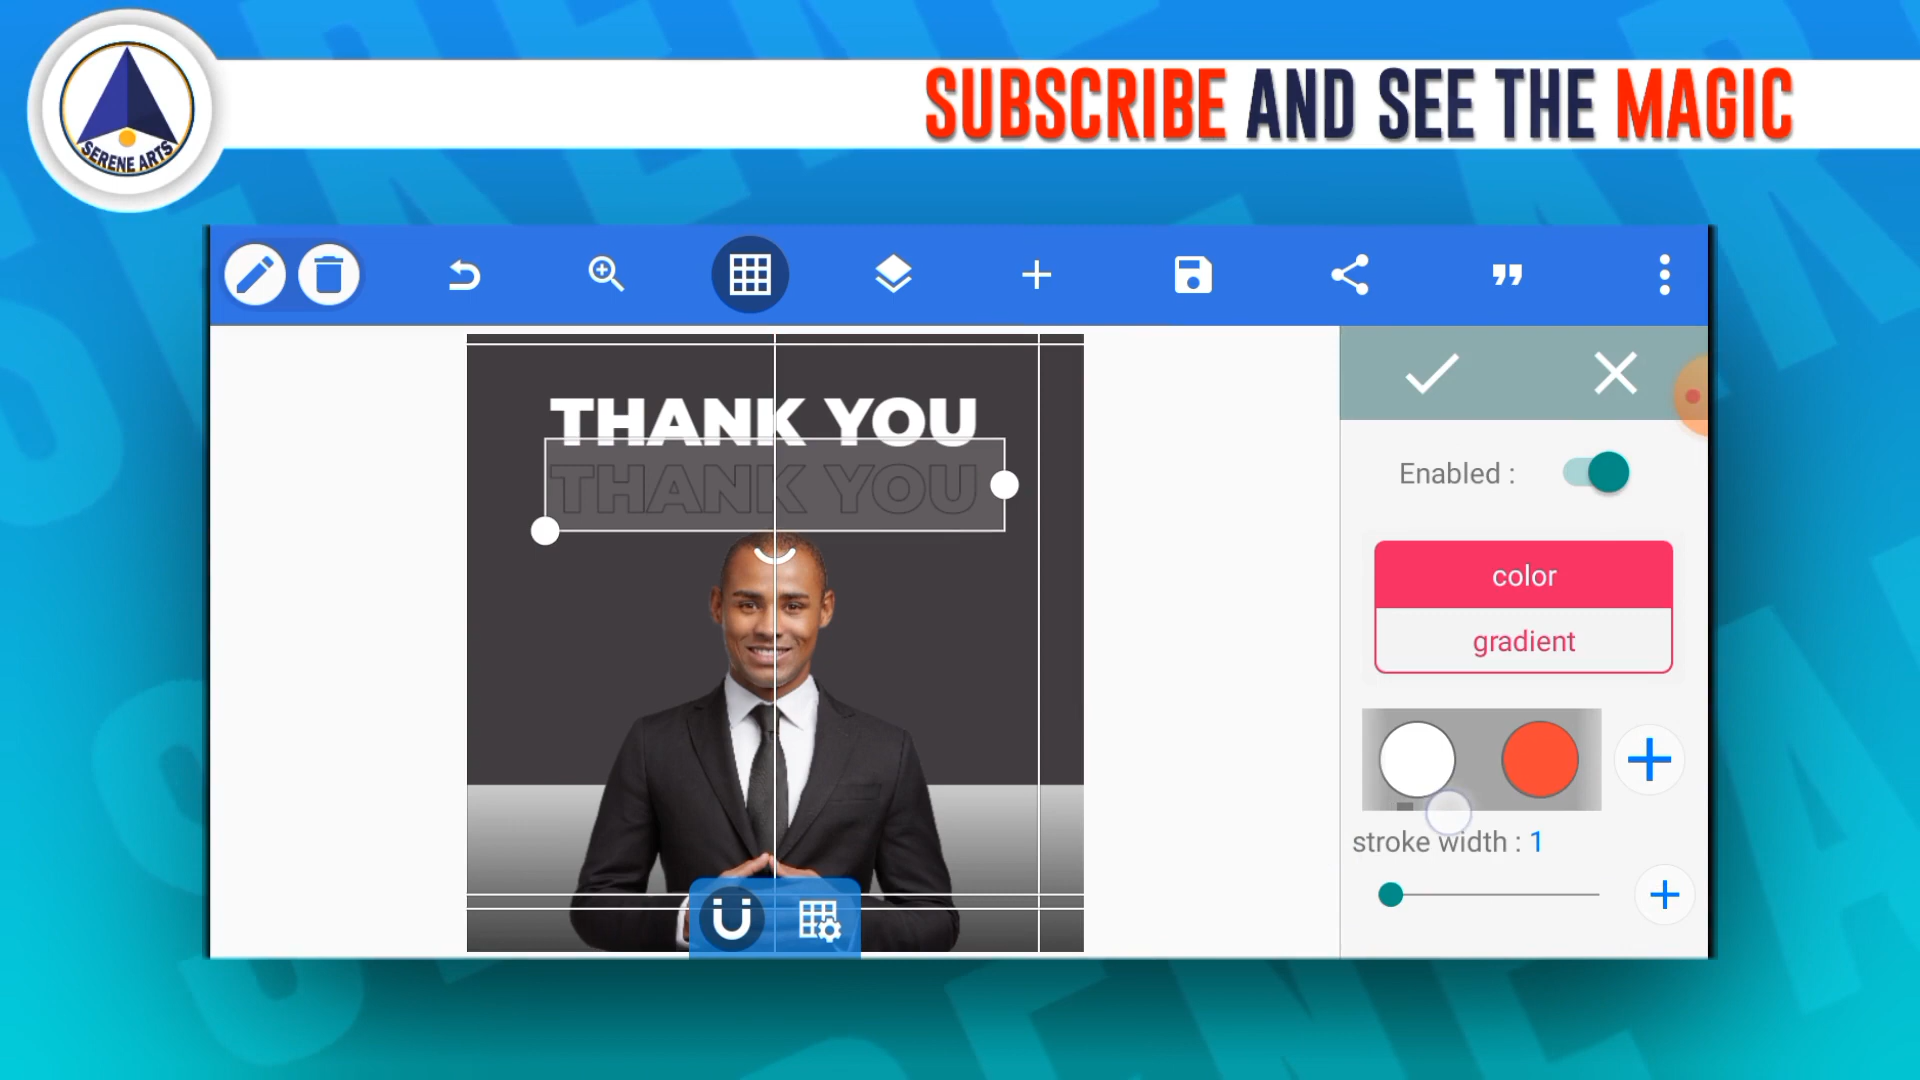 SUBSCRIBE AND SEE THE MAGIC
SERENE ARTS
THANK YOU
THANK YOU
Enabled :
color
gradient
stroke width : 1